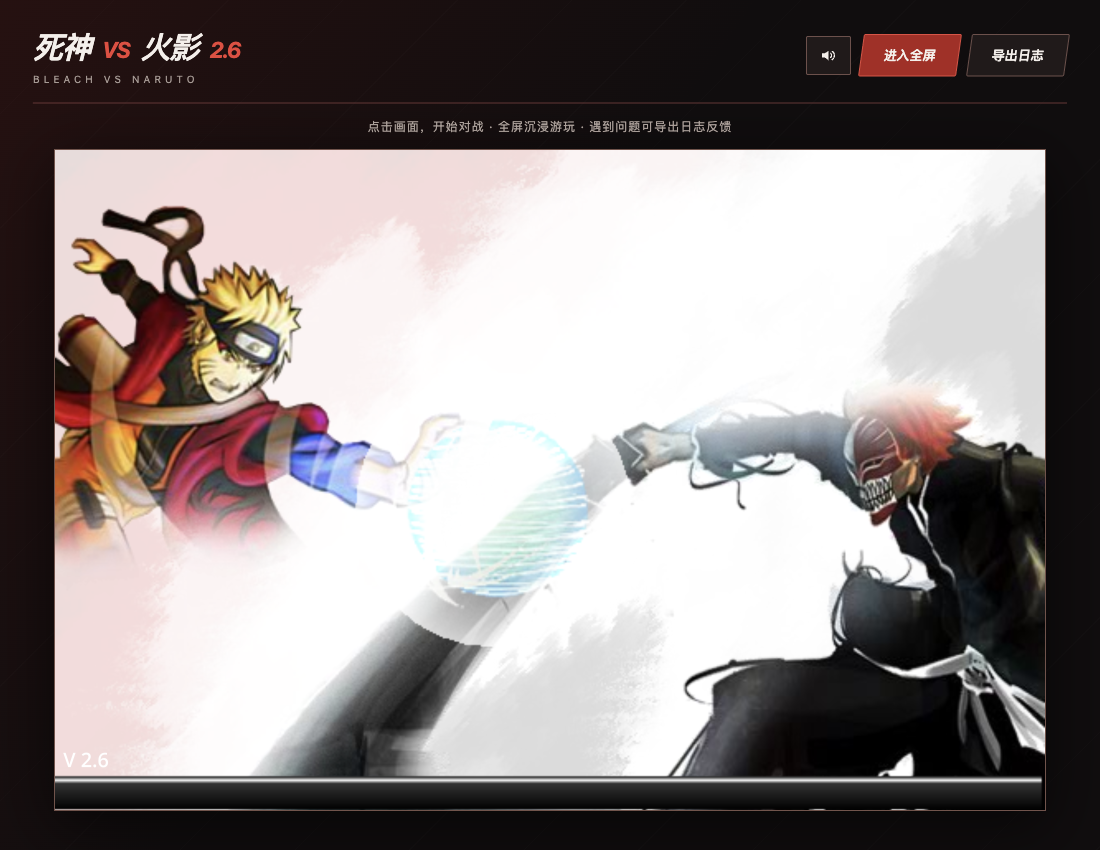 死神 VS 火影 2.6
BLEACH VS NARUTO
进入全屏
导出日志
点击画面，开始对战 · 全屏沉浸游玩 · 遇到问题可导出日志反馈
V 2.6